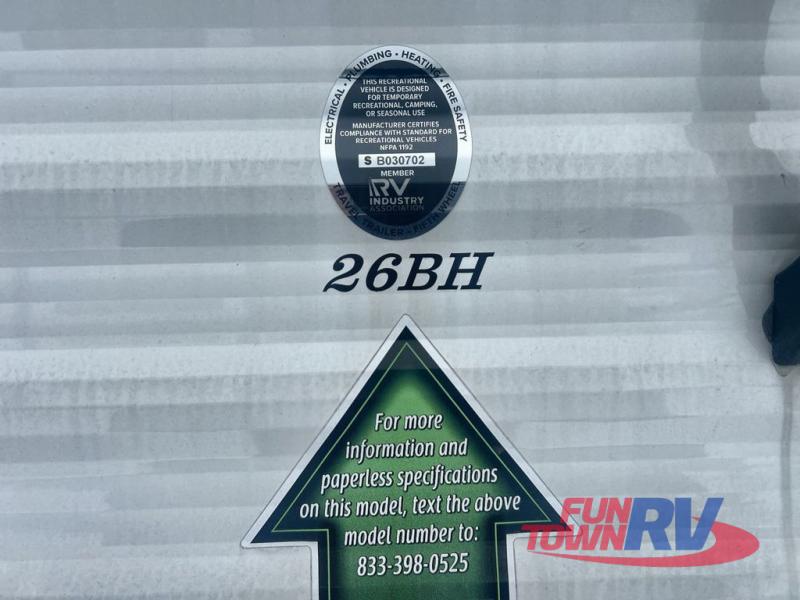 ELECTRICAL • PLUMBING • HEATING • FIRE SAFETY
THIS RECREATIONAL
VEHICLE IS DESIGNED
FOR TEMPORARY
RECREATIONAL, CAMPING,
OR SEASONAL USE
MANUFACTURER CERTIFIES
COMPLIANCE WITH STANDARD FOR
RECREATIONAL VEHICLES
NFPA 1192
S B030702
MEMBER
RV
INDUSTRY
ASSOCIATION
TRAVEL TRAILER - FIFTH WHEEL
26BH
For more
information and
paperless specifications
on this model, text the above
model number to:
833-398-0525
FUN
TOWN RV